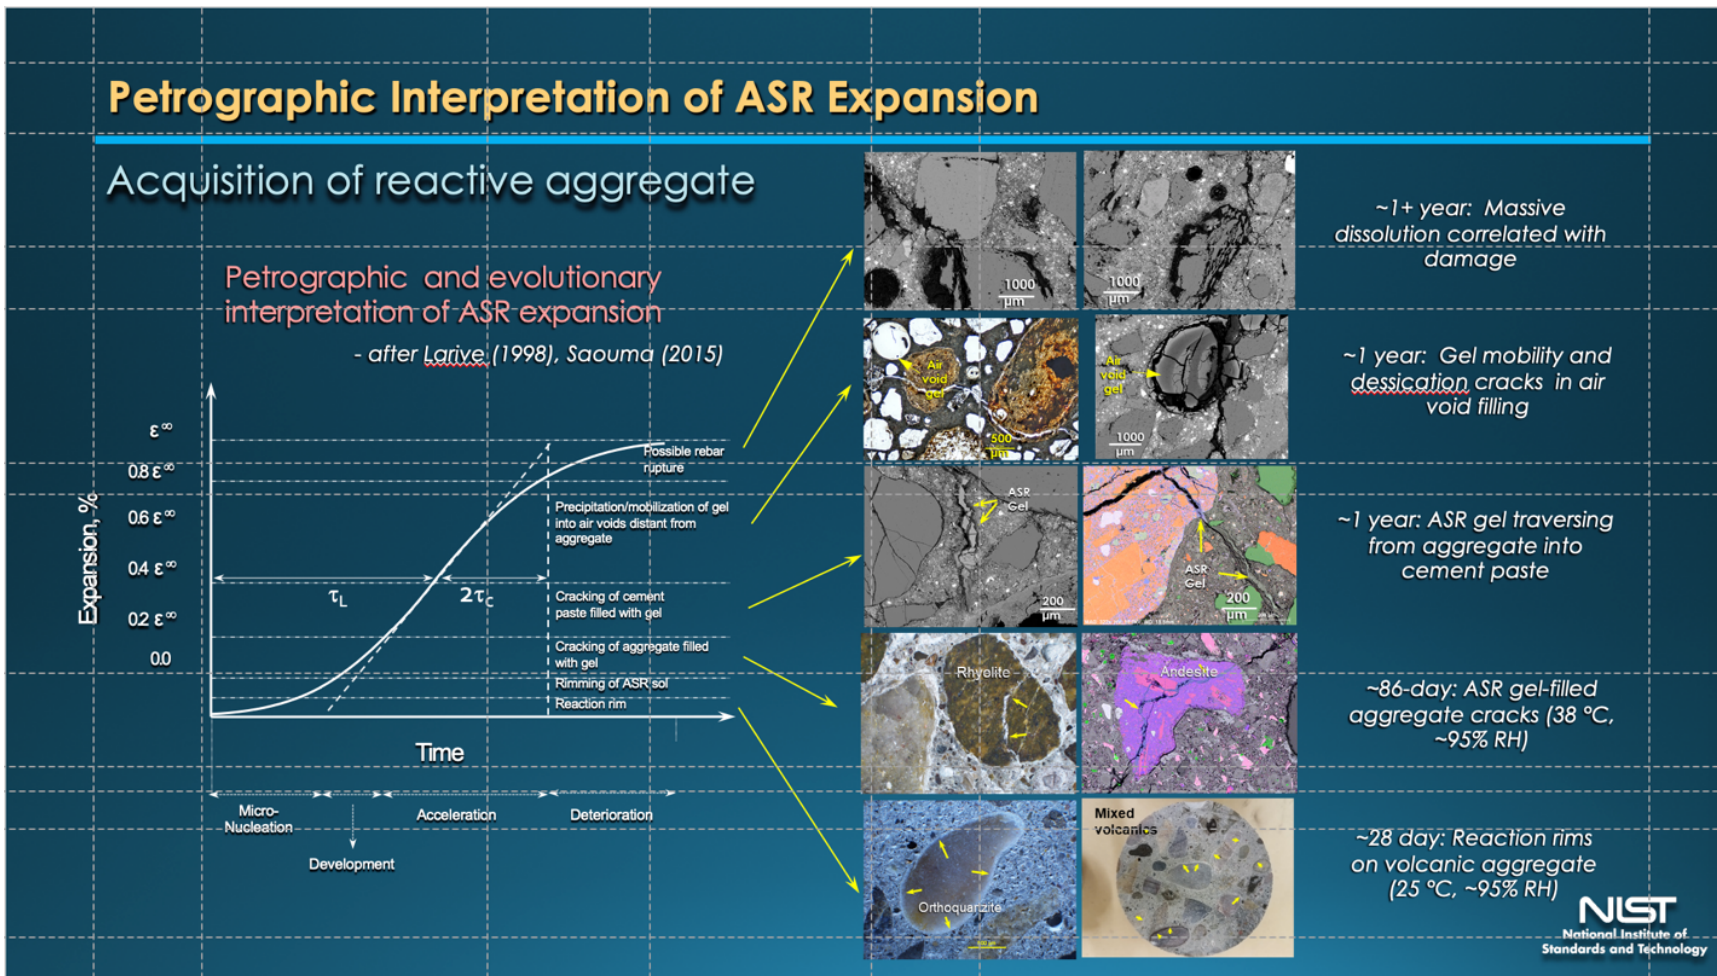 Petrographic Interpretation of ASR Expansion
Acquisition of reactive aggregate
Petrographic and evolutionary
interpretation of ASR expansion
- after Larive (1998), Saouma (2015)
Expansion, %
ε∞
0.8 ε∞
0.6 ε∞
0.4 ε∞
0.2 ε∞
0.0
τL
2τC
Possible rebar
rupture
Precipitation/mobilization of gel
into air voids distant from
aggregate
Cracking of cement
paste filled with gel
Cracking of aggregate filled
with gel
Rimming of ASR sol
Reaction rim
Time
Micro-
Nucleation
Development
Acceleration
Deterioration
1000
µm
1000
µm
~1+ year: Massive
dissolution correlated with
damage
Air
void
gel
500
µm
Air
void
gel
1000
µm
~1 year: Gel mobility and
dessication cracks in air
void filling
ASR
Gel
200
µm
ASR
Gel
200
µm
~1 year: ASR gel traversing
from aggregate into
cement paste
Rhyolite
Andesite
~86-day: ASR gel-filled
aggregate cracks (38 °C,
~95% RH)
Orthoquarzite
Mixed
volcanics
~28 day: Reaction rims
on volcanic aggregate
(25 °C, ~95% RH)
NIST
National Institute of
Standards and Technology